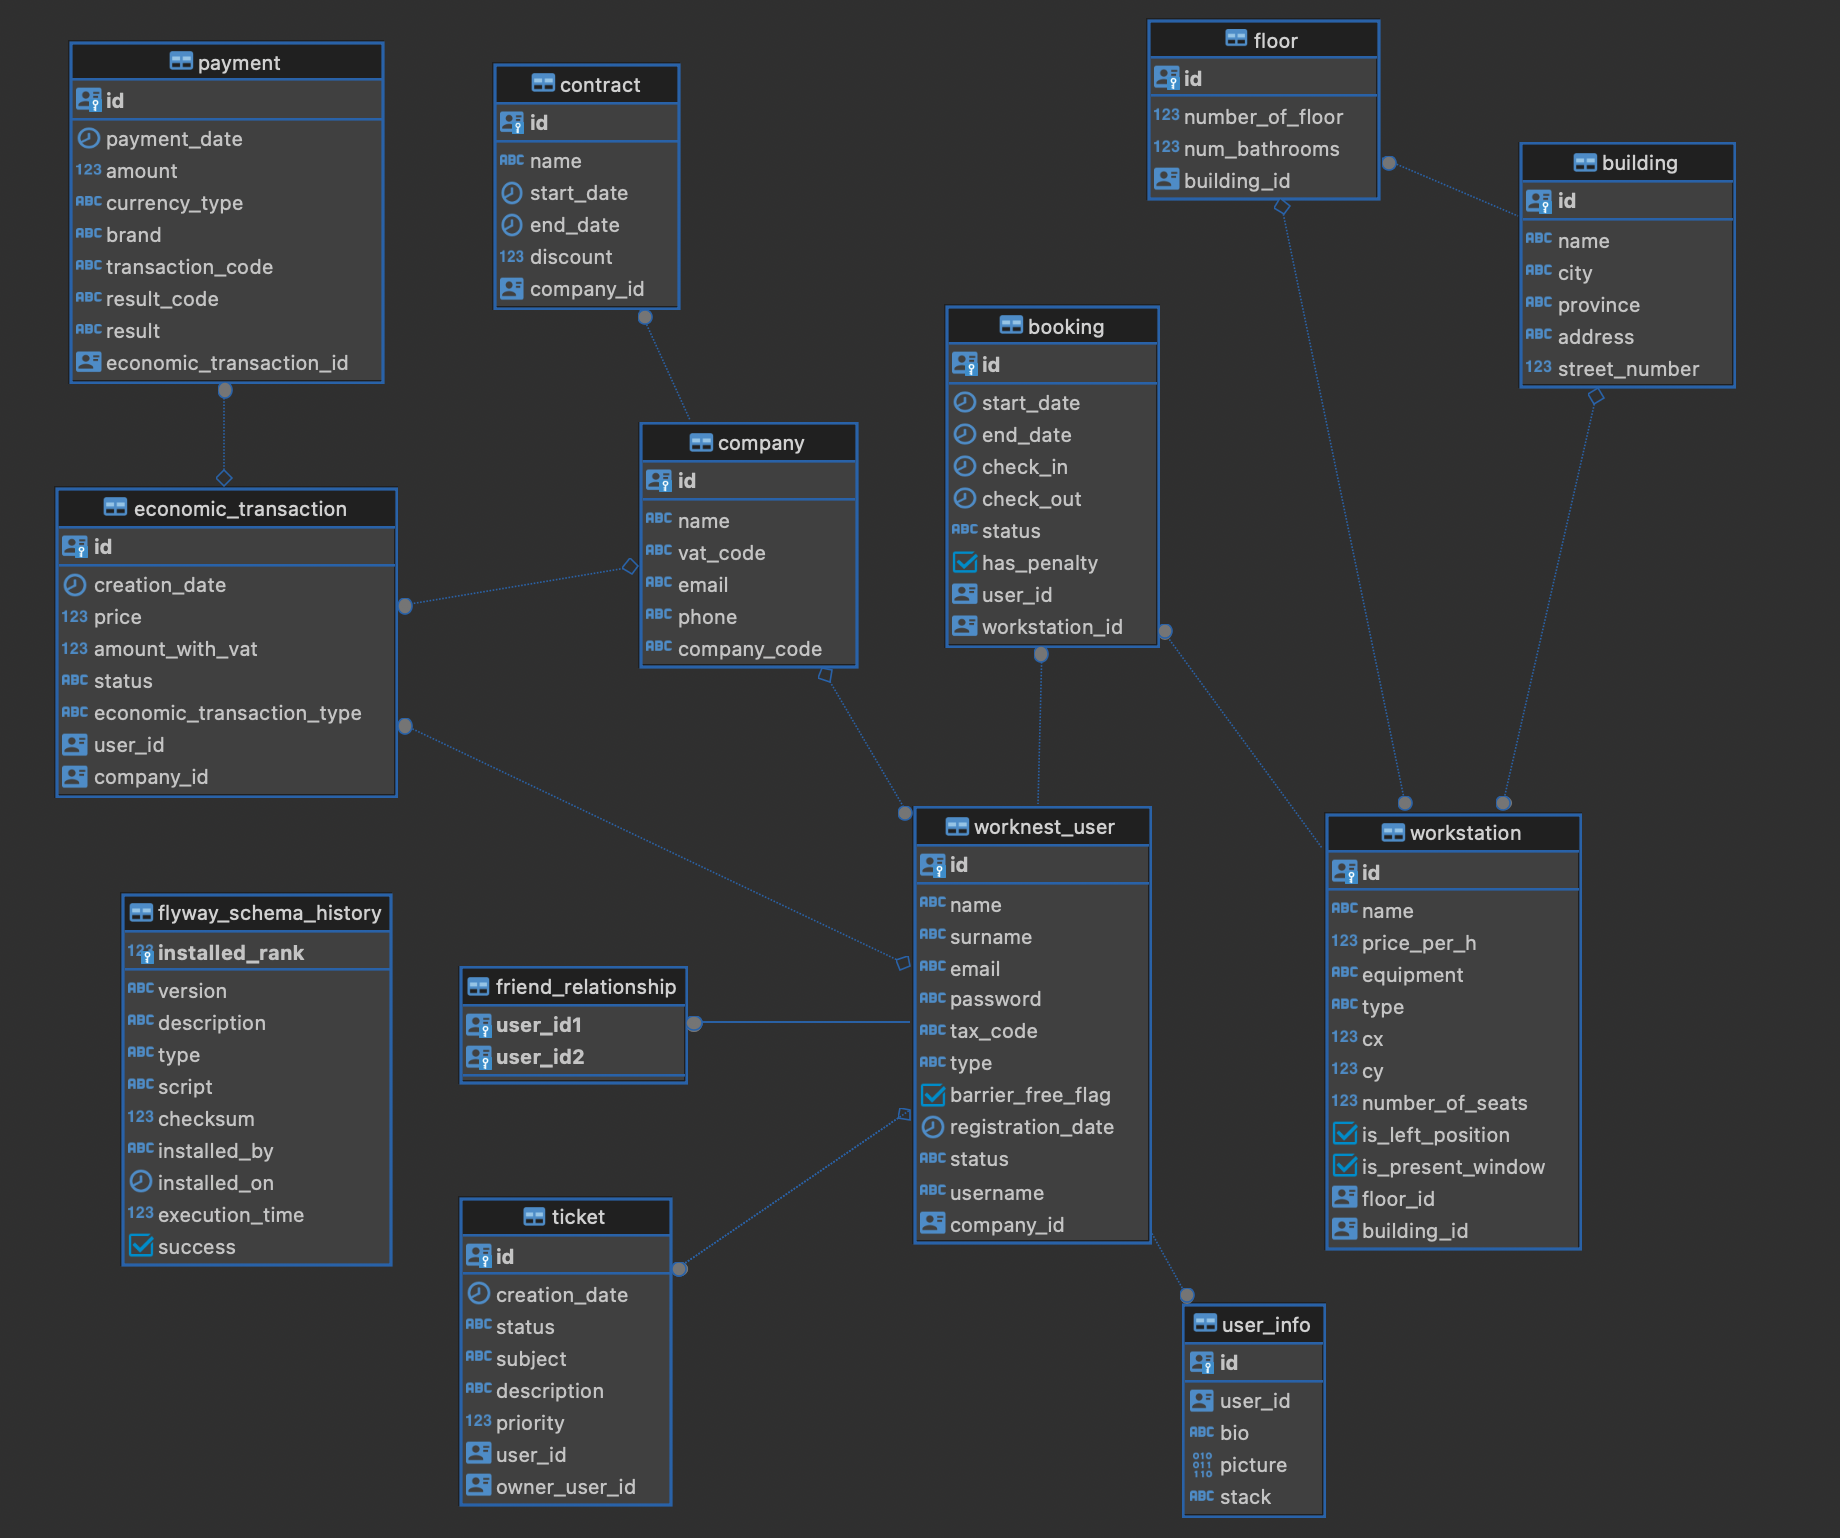 payment
id
payment_date
123 amount
ABC currency_type
ABC brand
ABC transaction_code
ABC result_code
ABC result
economic_transaction_id
contract
id
ABC name
start_date
end_date
123 discount
company_id
floor
id
123 number_of_floor
123 num_bathrooms
building_id
building
id
ABC name
ABC city
ABC province
ABC address
123 street_number
booking
id
start_date
end_date
check_in
check_out
ABC status
has_penalty
user_id
workstation_id
company
id
ABC name
ABC vat_code
ABC email
ABC phone
ABC company_code
economic_transaction
id
creation_date
123 price
123 amount_with_vat
ABC status
ABC economic_transaction_type
user_id
company_id
worknest_user
id
ABC name
ABC surname
ABC email
ABC password
ABC tax_code
ABC type
barrier_free_flag
registration_date
ABC status
ABC username
company_id
workstation
id
ABC name
123 price_per_h
ABC equipment
ABC type
123 cx
123 cy
123 number_of_seats
is_left_position
is_present_window
floor_id
building_id
flyway_schema_history
123 installed_rank
ABC version
ABC description
ABC type
ABC script
123 checksum
ABC installed_by
installed_on
123 execution_time
success
friend_relationship
user_id1
user_id2
ticket
id
creation_date
ABC status
ABC subject
ABC description
123 priority
user_id
owner_user_id
user_info
id
user_id
ABC bio
010
011
110
picture
ABC stack